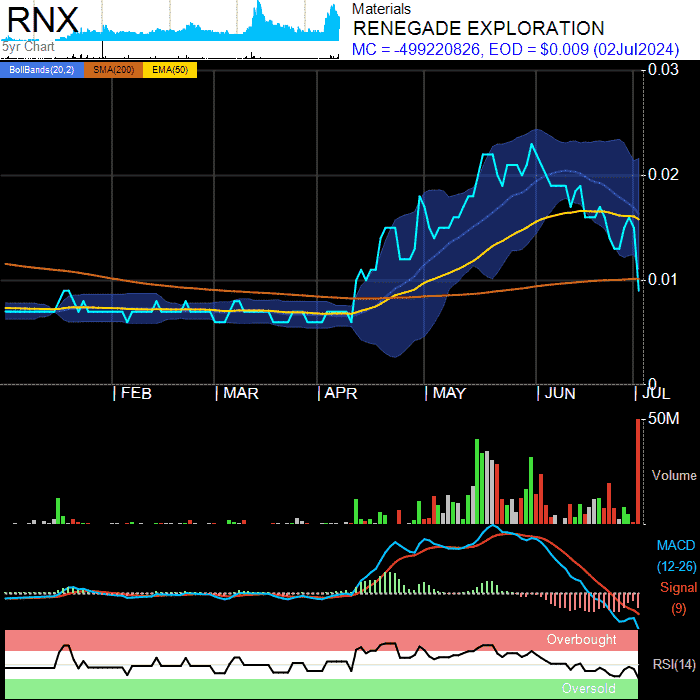 RNX
5yr Chart
Materials
RENEGADE EXPLORATION
MC = -499220826, EOD = $0.009 (02Jul2024)
BollBands(20,2) SMA(200) EMA(50)
0.03
0.02
0.01
0
FEB MAR APR MAY JUN JUL
50M
Volume
MACD
(12-26)
Signal
(9)
Overbought
RSI(14)
Oversold